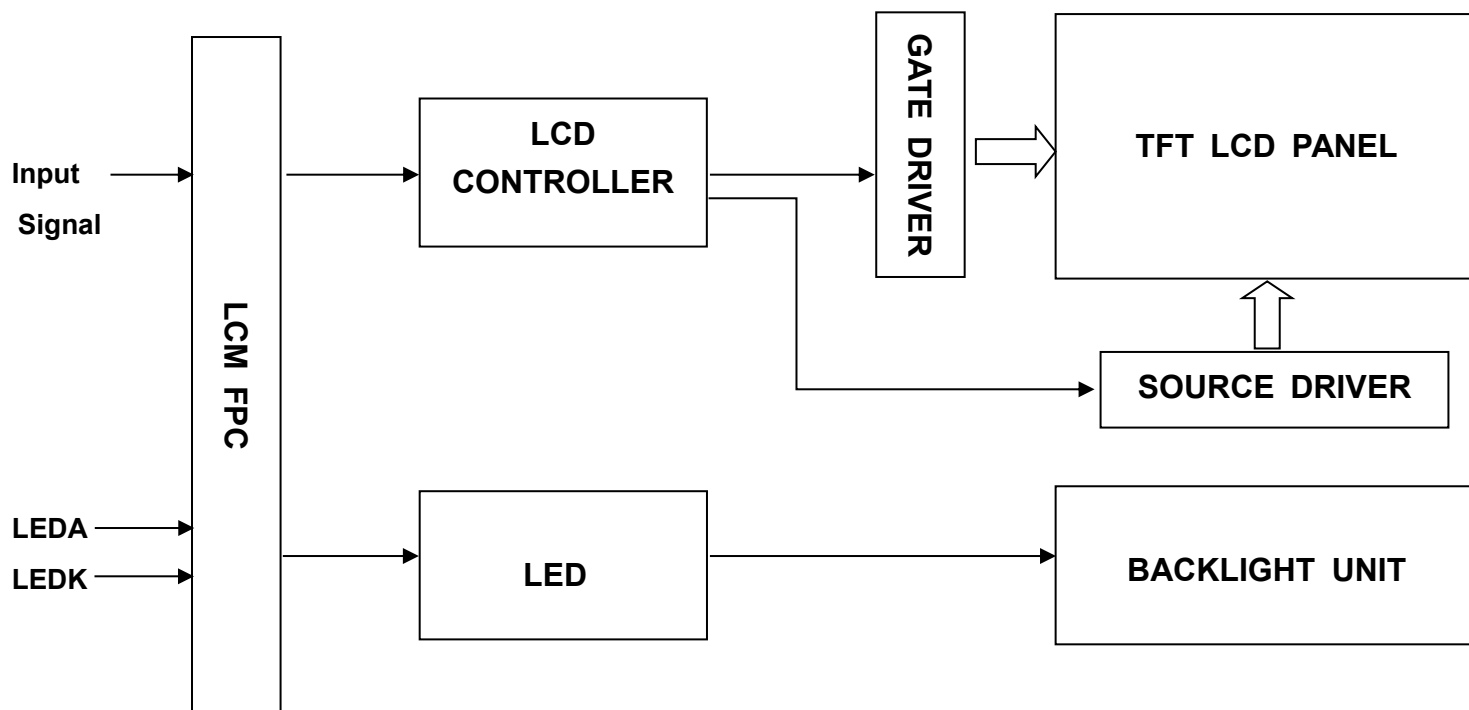 Input
Signal
LEDA
LEDK
LCM FPC
LCD
CONTROLLER
LED
GATE DRIVER
TFT LCD PANEL
SOURCE DRIVER
BACKLIGHT UNIT